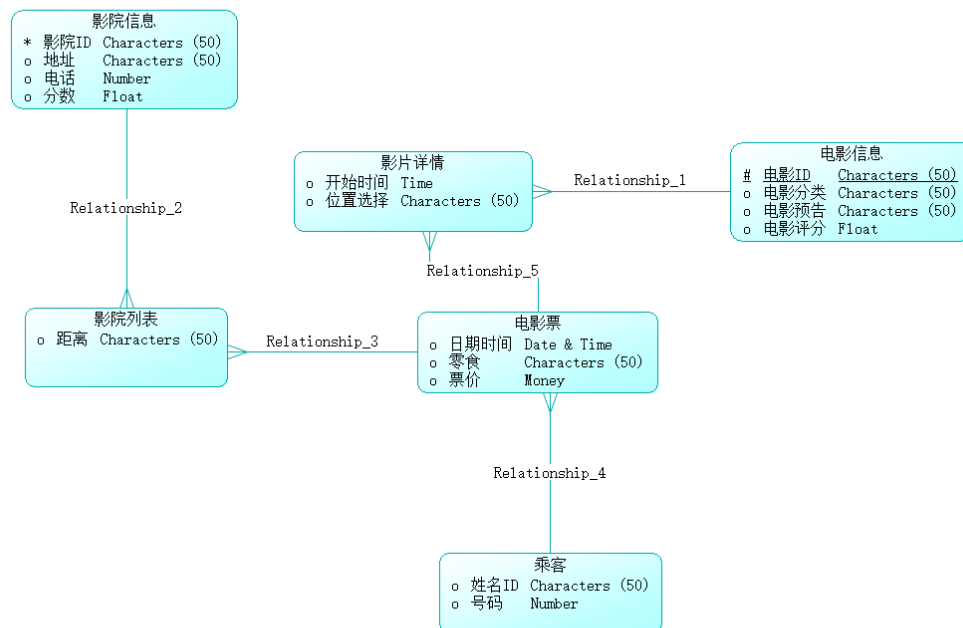 影院信息
* 影院ID Characters (50)
o 地址 Characters (50)
o 电话 Number
o 分数 Float
Relationship_2
影片详情
o 开始时间 Time
o 位置选择 Characters (50)
Relationship_1
电影信息
# 电影ID Characters (50)
o 电影分类 Characters (50)
o 电影预告 Characters (50)
o 电影评分 Float
Relationship_5
影院列表
o 距离 Characters (50)
Relationship_3
电影票
o 日期时间 Date & Time
o 零食 Characters (50)
o 票价 Money
Relationship_4
乘客
o 姓名ID Characters (50)
o 号码 Number